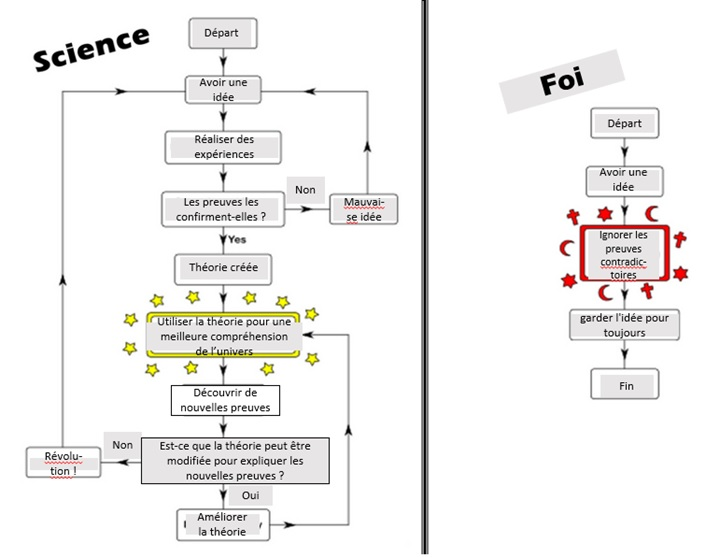 Science
Départ
Avoir une
idée
Réaliser des
expériences
Les preuves les
confirment-elles ?
Non
Mauvai-
se idée
Yes
Théorie créée
Utiliser la théorie pour une
meilleure compréhension
de l'univers
Découvrir de
nouvelles preuves
Est-ce que la théorie peut être
modifiée pour expliquer les
nouvelles preuves ?
Non
Révolu-
tion !
Oui
Améliorer
la théorie
Foi
Départ
Avoir une
idée
Ignorer les
preuves
contradic-
toires
garder l'idée pour
toujours
Fin